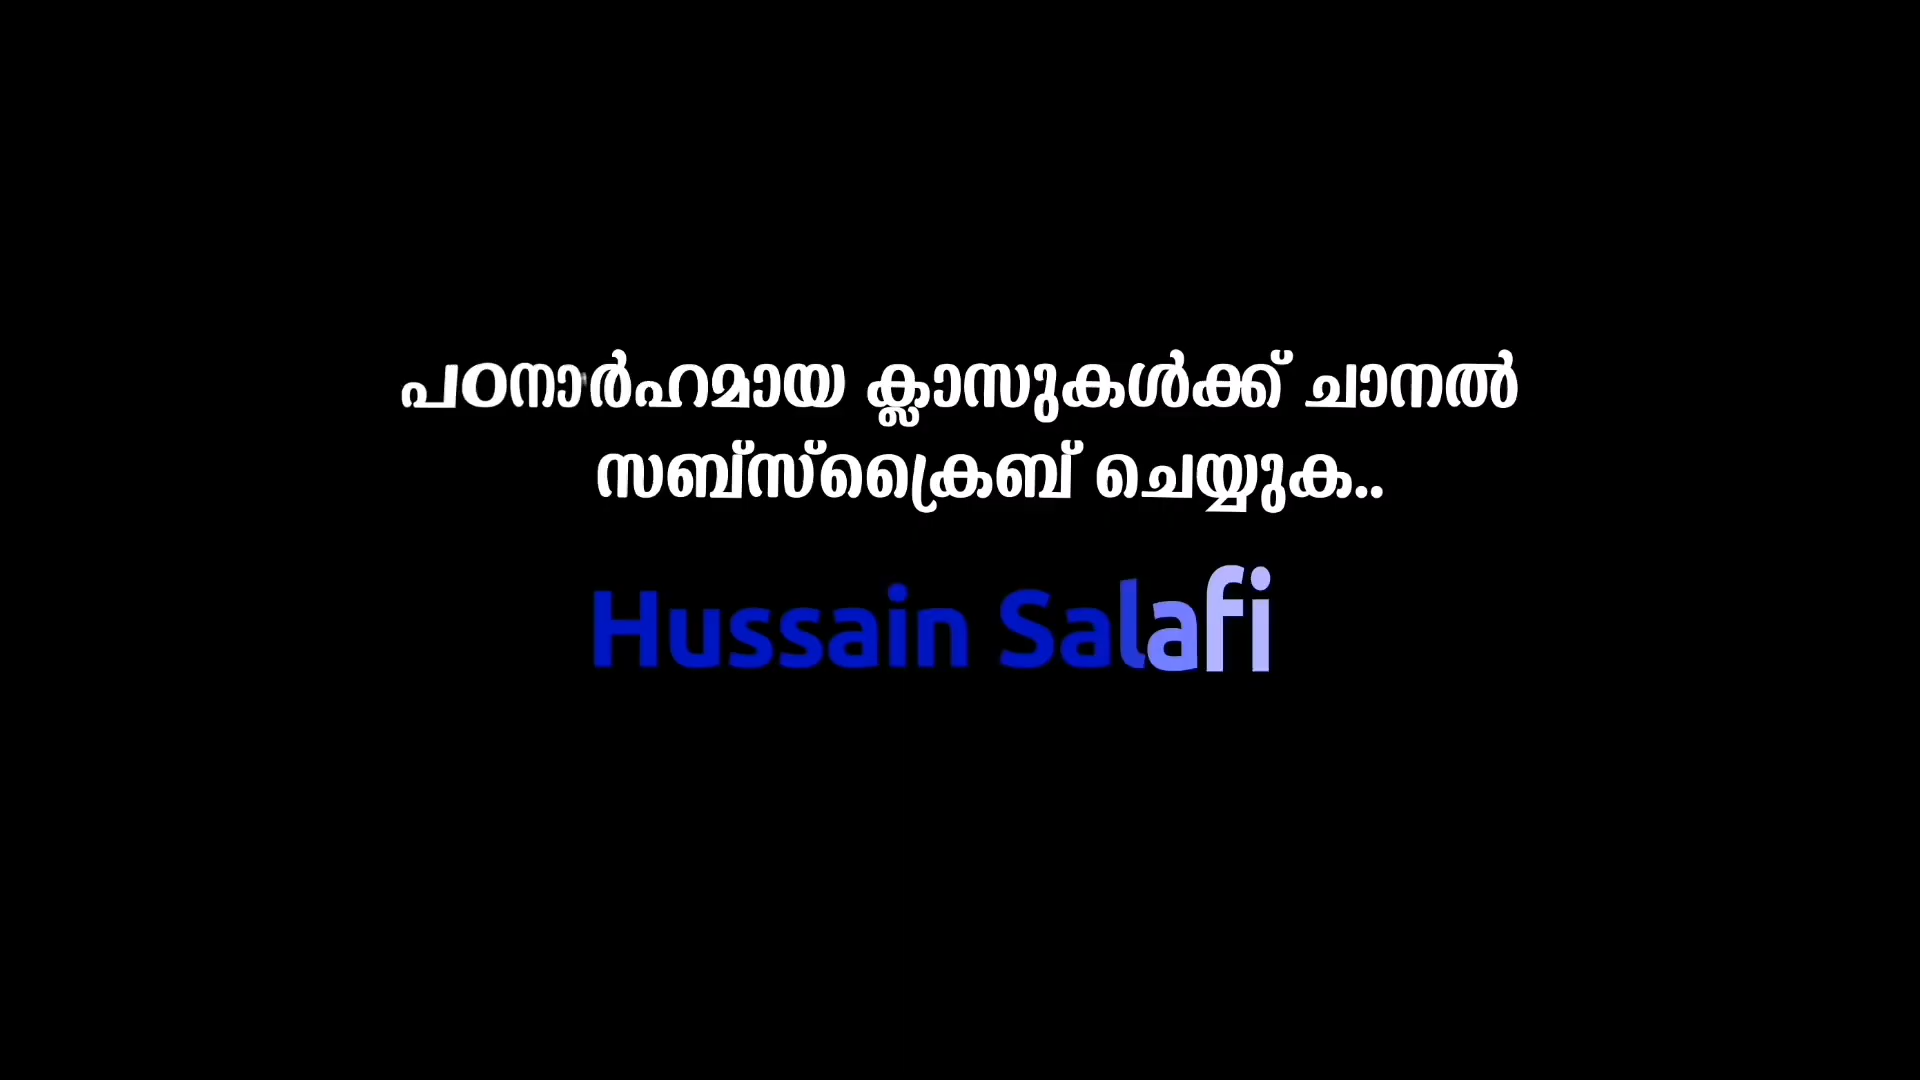 പഠനാർഹമായ ക്ലാസുകൾക്ക് ചാനൽ
സബ്സ്ക്രൈബ് ചെയ്യുക..
Hussain Salafi